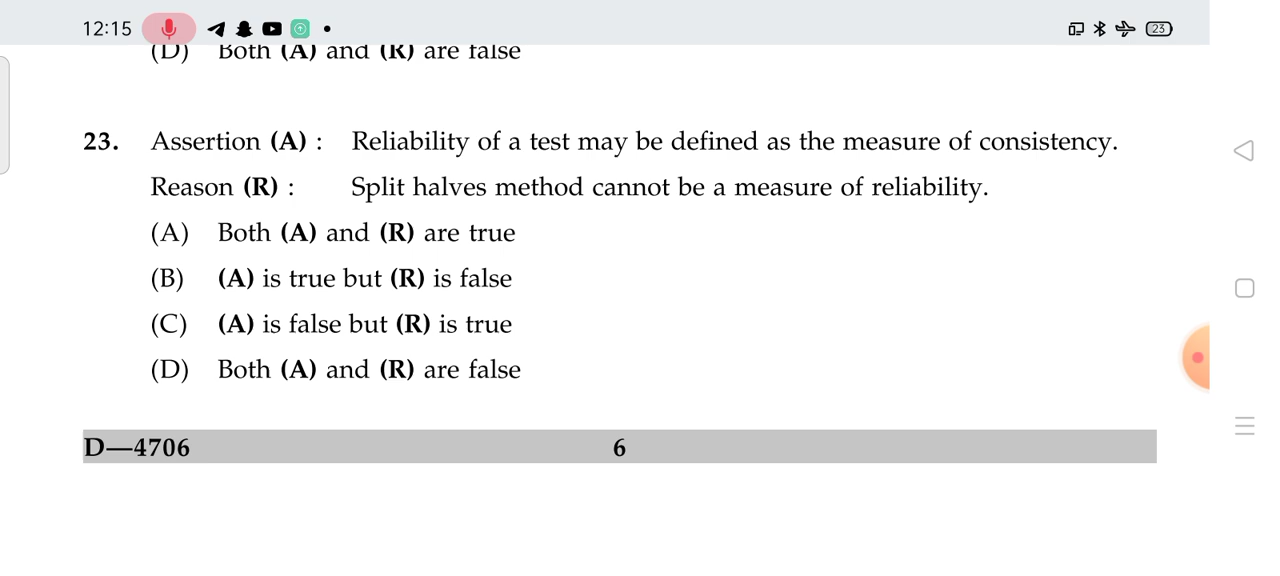 12:15 23
(D) Both (A) and (R) are false
23. Assertion (A) : Reliability of a test may be defined as the measure of consistency.
Reason (R) : Split halves method cannot be a measure of reliability.
(A) Both (A) and (R) are true
(B) (A) is true but (R) is false
(C) (A) is false but (R) is true
(D) Both (A) and (R) are false
D—4706 6